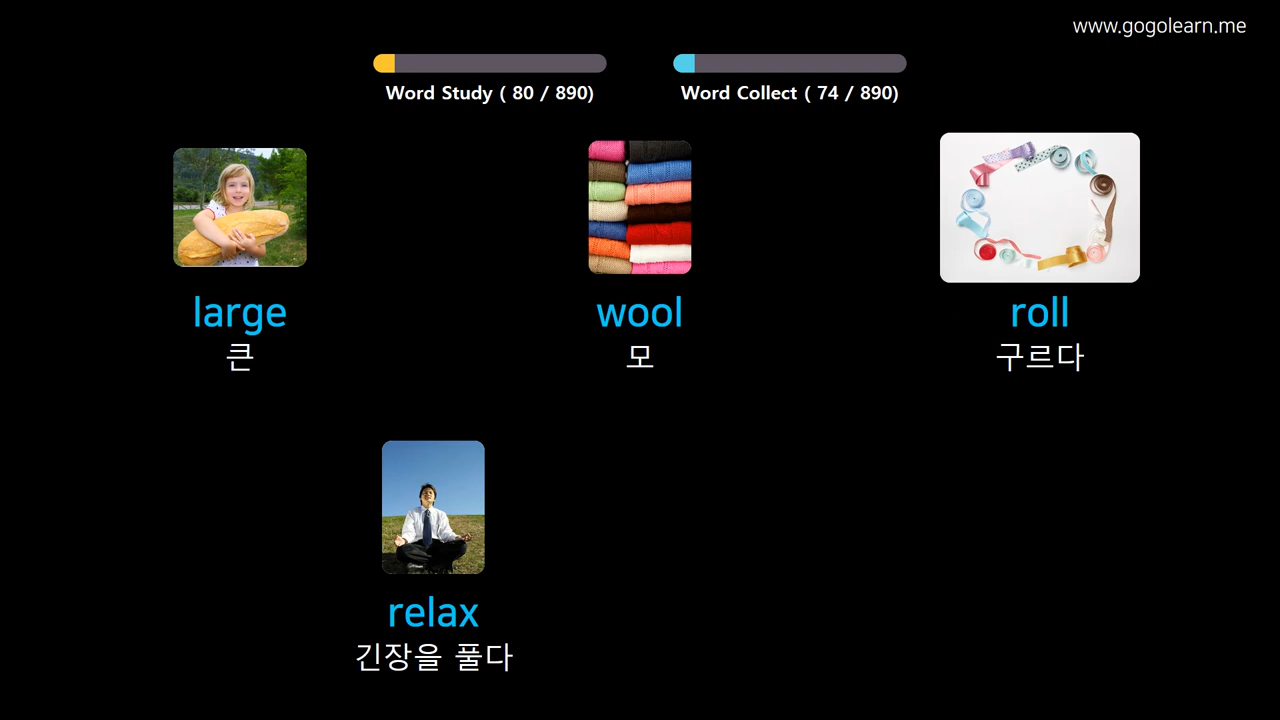 www.gogolearn.me
Word Study ( 80 / 890)
Word Collect ( 74 / 890)
large
큰
wool
모
roll
구르다
relax
긴장을 풀다